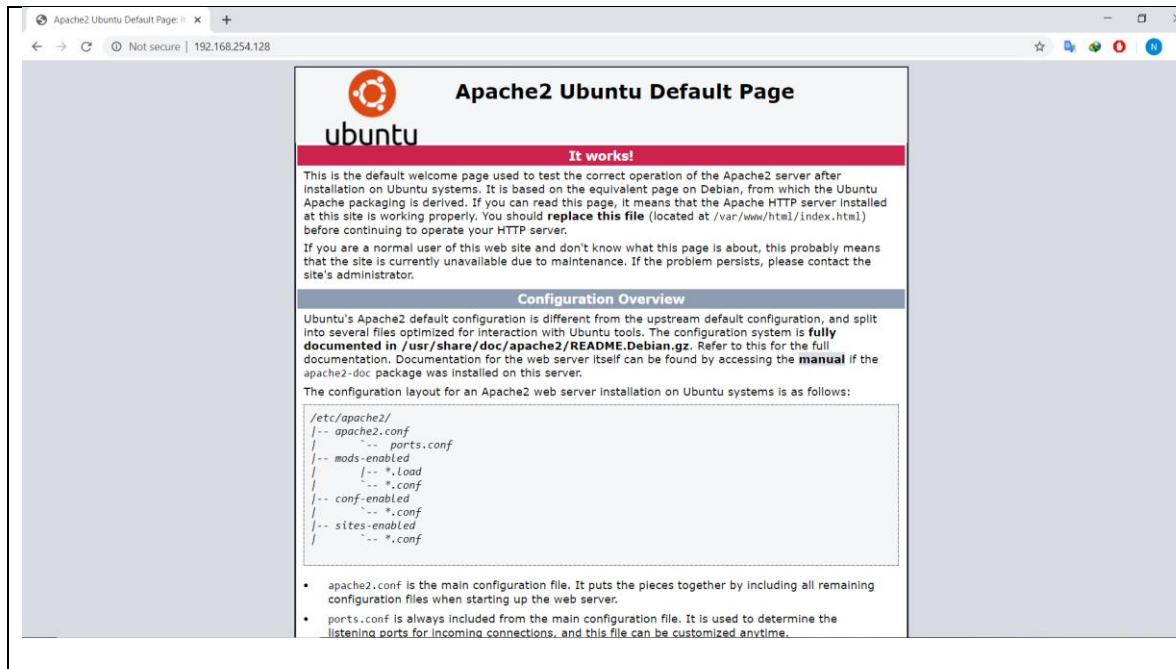 Apache2 Ubuntu Default Page: It
Not secure | 192.168.254.128
N
ubuntu
Apache2 Ubuntu Default Page
It works!
This is the default welcome page used to test the correct operation of the Apache2 server after
installation on Ubuntu systems. It is based on the equivalent page on Debian, from which the Ubuntu
Apache packaging is derived. If you can read this page, it means that the Apache HTTP server installed
at this site is working properly. You should replace this file (located at /var/www/html/index.html)
before continuing to operate your HTTP server.
If you are a normal user of this web site and don't know what this page is about, this probably means
that the site is currently unavailable due to maintenance. If the problem persists, please contact the
site's administrator.
Configuration Overview
Ubuntu's Apache2 default configuration is different from the upstream default configuration, and split
into several files optimized for interaction with Ubuntu tools. The configuration system is fully
documented in /usr/share/doc/apache2/README.Debian.gz. Refer to this for the full
documentation. Documentation for the web server itself can be found by accessing the manual if the
apache2-doc package was installed on this server.
The configuration layout for an Apache2 web server installation on Ubuntu systems is as follows:
/etc/apache2/
|-- apache2.conf
|       `--  ports.conf
|-- mods-enabled
|       |-- *.load
|       `-- *.conf
|-- conf-enabled
|       `-- *.conf
|-- sites-enabled
|       `-- *.conf
• apache2.conf is the main configuration file. It puts the pieces together by including all remaining
configuration files when starting up the web server.
• ports.conf is always included from the main configuration file. It is used to determine the
listening ports for incoming connections, and this file can be customized anytime.